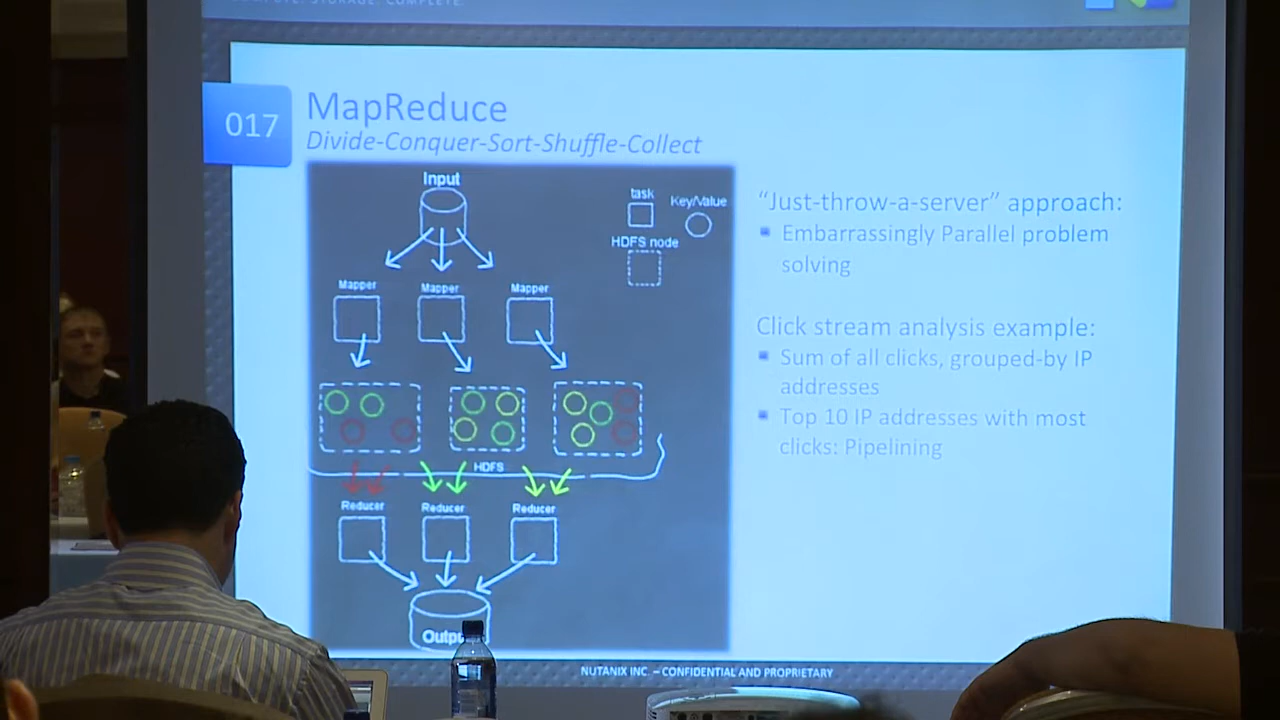 STORAGE. COMPLETE.
017
MapReduce
Divide-Conquer-Sort-Shuffle-Collect
Input
task
Key/Value
HDFS node
Mapper
Mapper
Mapper
HDFS
Reducer
Reducer
Reducer
Output
“Just-throw-a-server” approach:
Embarrassingly Parallel problem
solving
Click stream analysis example:
Sum of all clicks, grouped-by IP
addresses
Top 10 IP addresses with most
clicks: Pipelining
NUTANIX INC. – CONFIDENTIAL AND PROPRIETARY